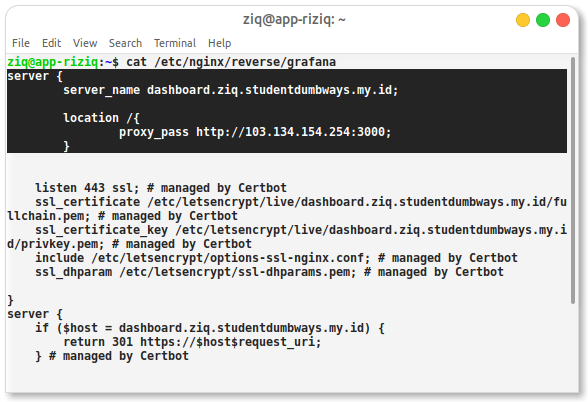 ziq@app-riziq: ~
File Edit View Search Terminal Help
ziq@app-riziq:~$ cat /etc/nginx/reverse/grafana
server {
        server_name dashboard.ziq.studentdumbways.my.id;
        location /{
                proxy_pass http://103.134.154.254:3000;
        }
    listen 443 ssl; # managed by Certbot
    ssl_certificate /etc/letsencrypt/live/dashboard.ziq.studentdumbways.my.id/fu
llchain.pem; # managed by Certbot
    ssl_certificate_key /etc/letsencrypt/live/dashboard.ziq.studentdumbways.my.i
d/privkey.pem; # managed by Certbot
    include /etc/letsencrypt/options-ssl-nginx.conf; # managed by Certbot
    ssl_dhparam /etc/letsencrypt/ssl-dhparams.pem; # managed by Certbot
}
server {
    if ($host = dashboard.ziq.studentdumbways.my.id) {
        return 301 https://$host$request_uri;
    } # managed by Certbot